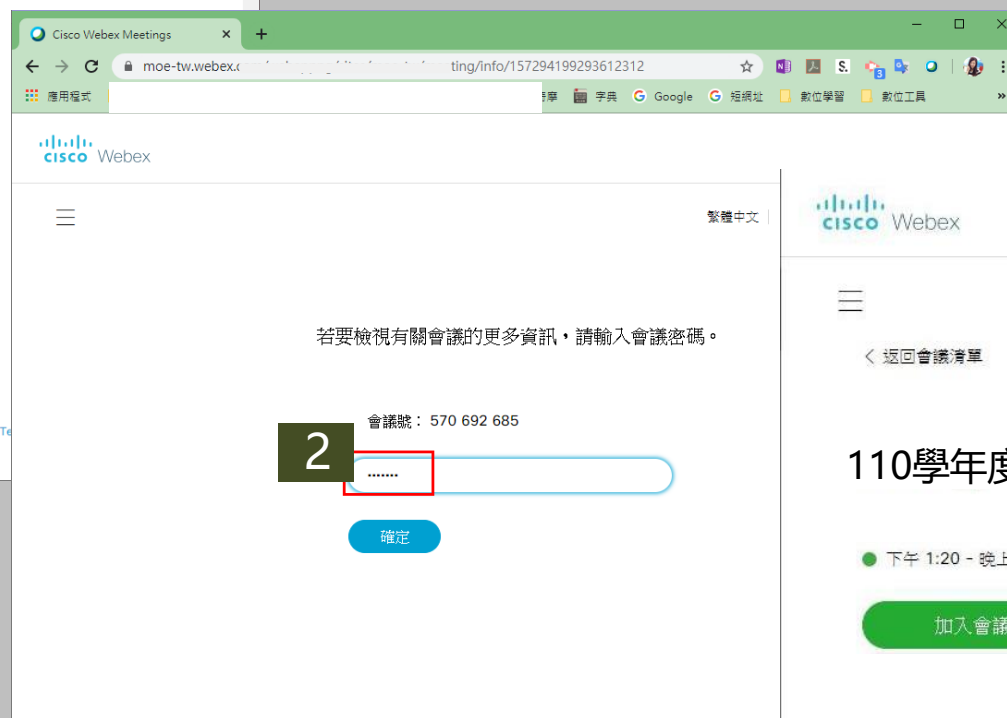 Cisco Webex Meetings
moe-tw.webex.c
ting/info/157294199293612312
應用程式
字典
Google
短網址
數位學習
數位工具
CISCO Webex
繁體中文
若要檢視有關會議的更多資訊，請輸入會議密碼。
會議號： 570 692 685
2
.......
確定
Te
CISCO Webex
返回會議清單
110學年度
下午 1:20 - 晚上
加入會議